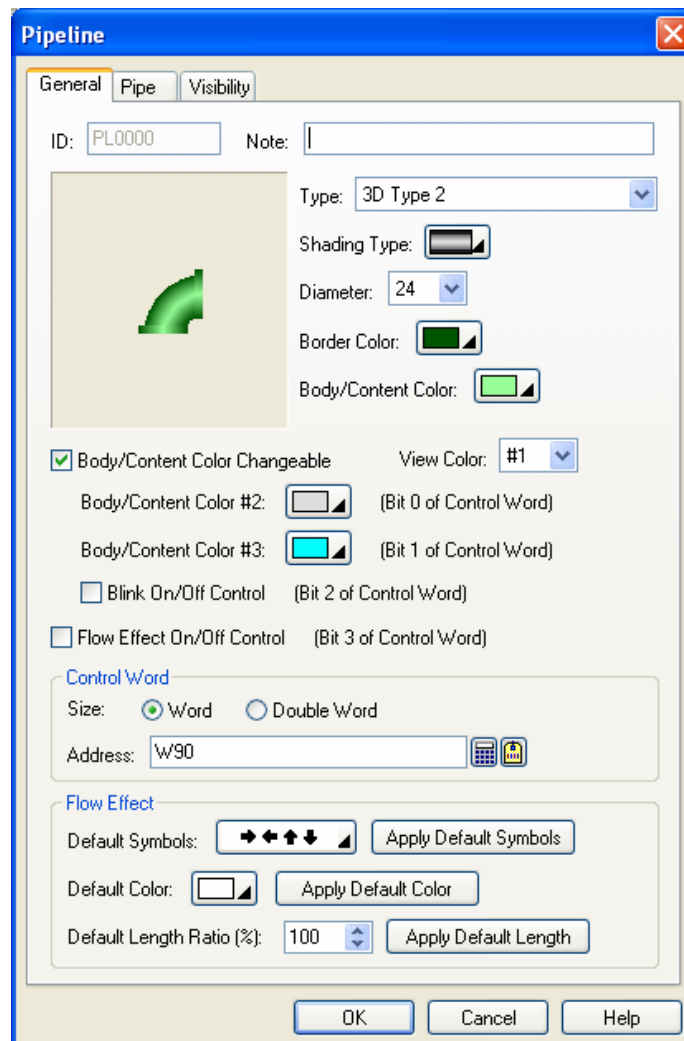 Pipeline
General Pipe Visibility
ID: PL0000 Note:
Type: 3D Type 2
Shading Type:
Diameter: 24
Border Color:
Body/Content Color:
Body/Content Color Changeable View Color: #1
Body/Content Color #2: (Bit 0 of Control Word)
Body/Content Color #3: (Bit 1 of Control Word)
Blink On/Off Control (Bit 2 of Control Word)
Flow Effect On/Off Control (Bit 3 of Control Word)
Control Word
Size: Word Double Word
Address: W90
Flow Effect
Default Symbols: Apply Default Symbols
Default Color: Apply Default Color
Default Length Ratio (%): 100 Apply Default Length
OK Cancel Help